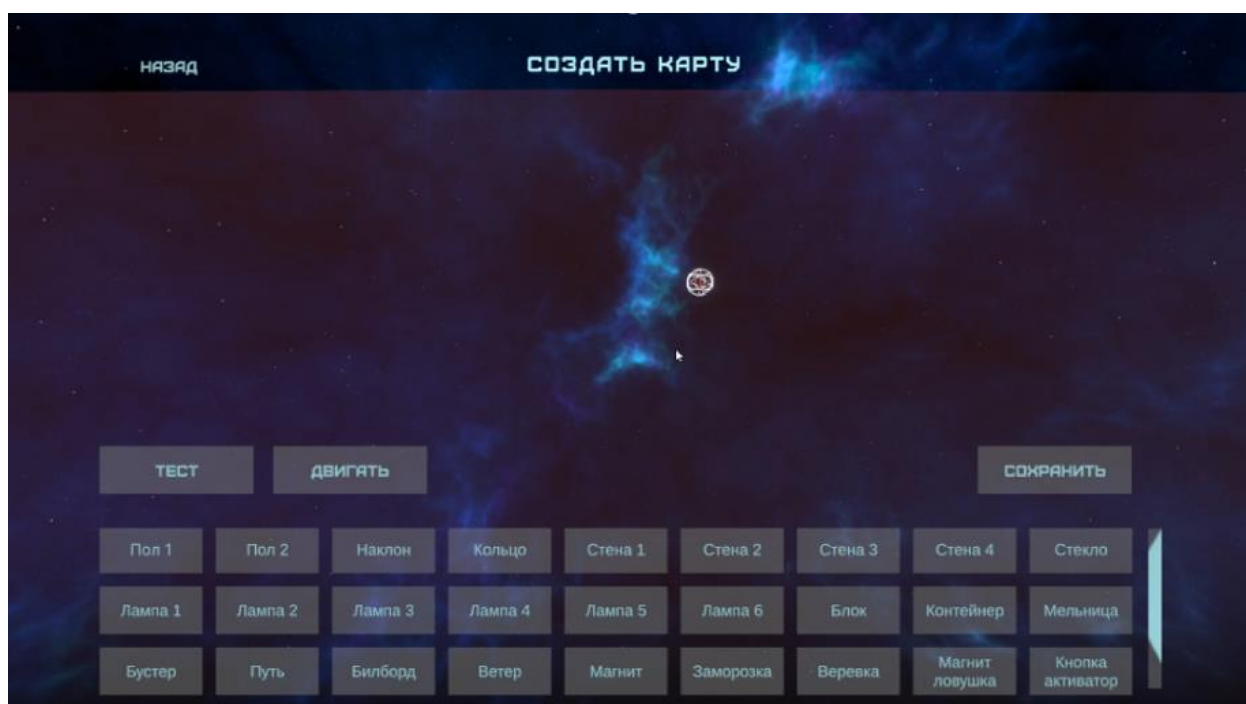 НАЗАД
СОЗДАТЬ КАРТУ
ТЕСТ
ДВИГАТЬ
СОХРАНИТЬ
Пол 1
Пол 2
Наклон
Кольцо
Стена 1
Стена 2
Стена 3
Стена 4
Стекло
Лампа 1
Лампа 2
Лампа 3
Лампа 4
Лампа 5
Лампа 6
Блок
Контейнер
Мельница
Бустер
Путь
Билборд
Ветер
Магнит
Заморозка
Веревка
Магнит
ловушка
Кнопка
активатор